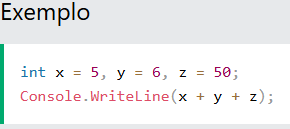 Exemplo
int x = 5, y = 6, z = 50;
Console.WriteLine(x + y + z);